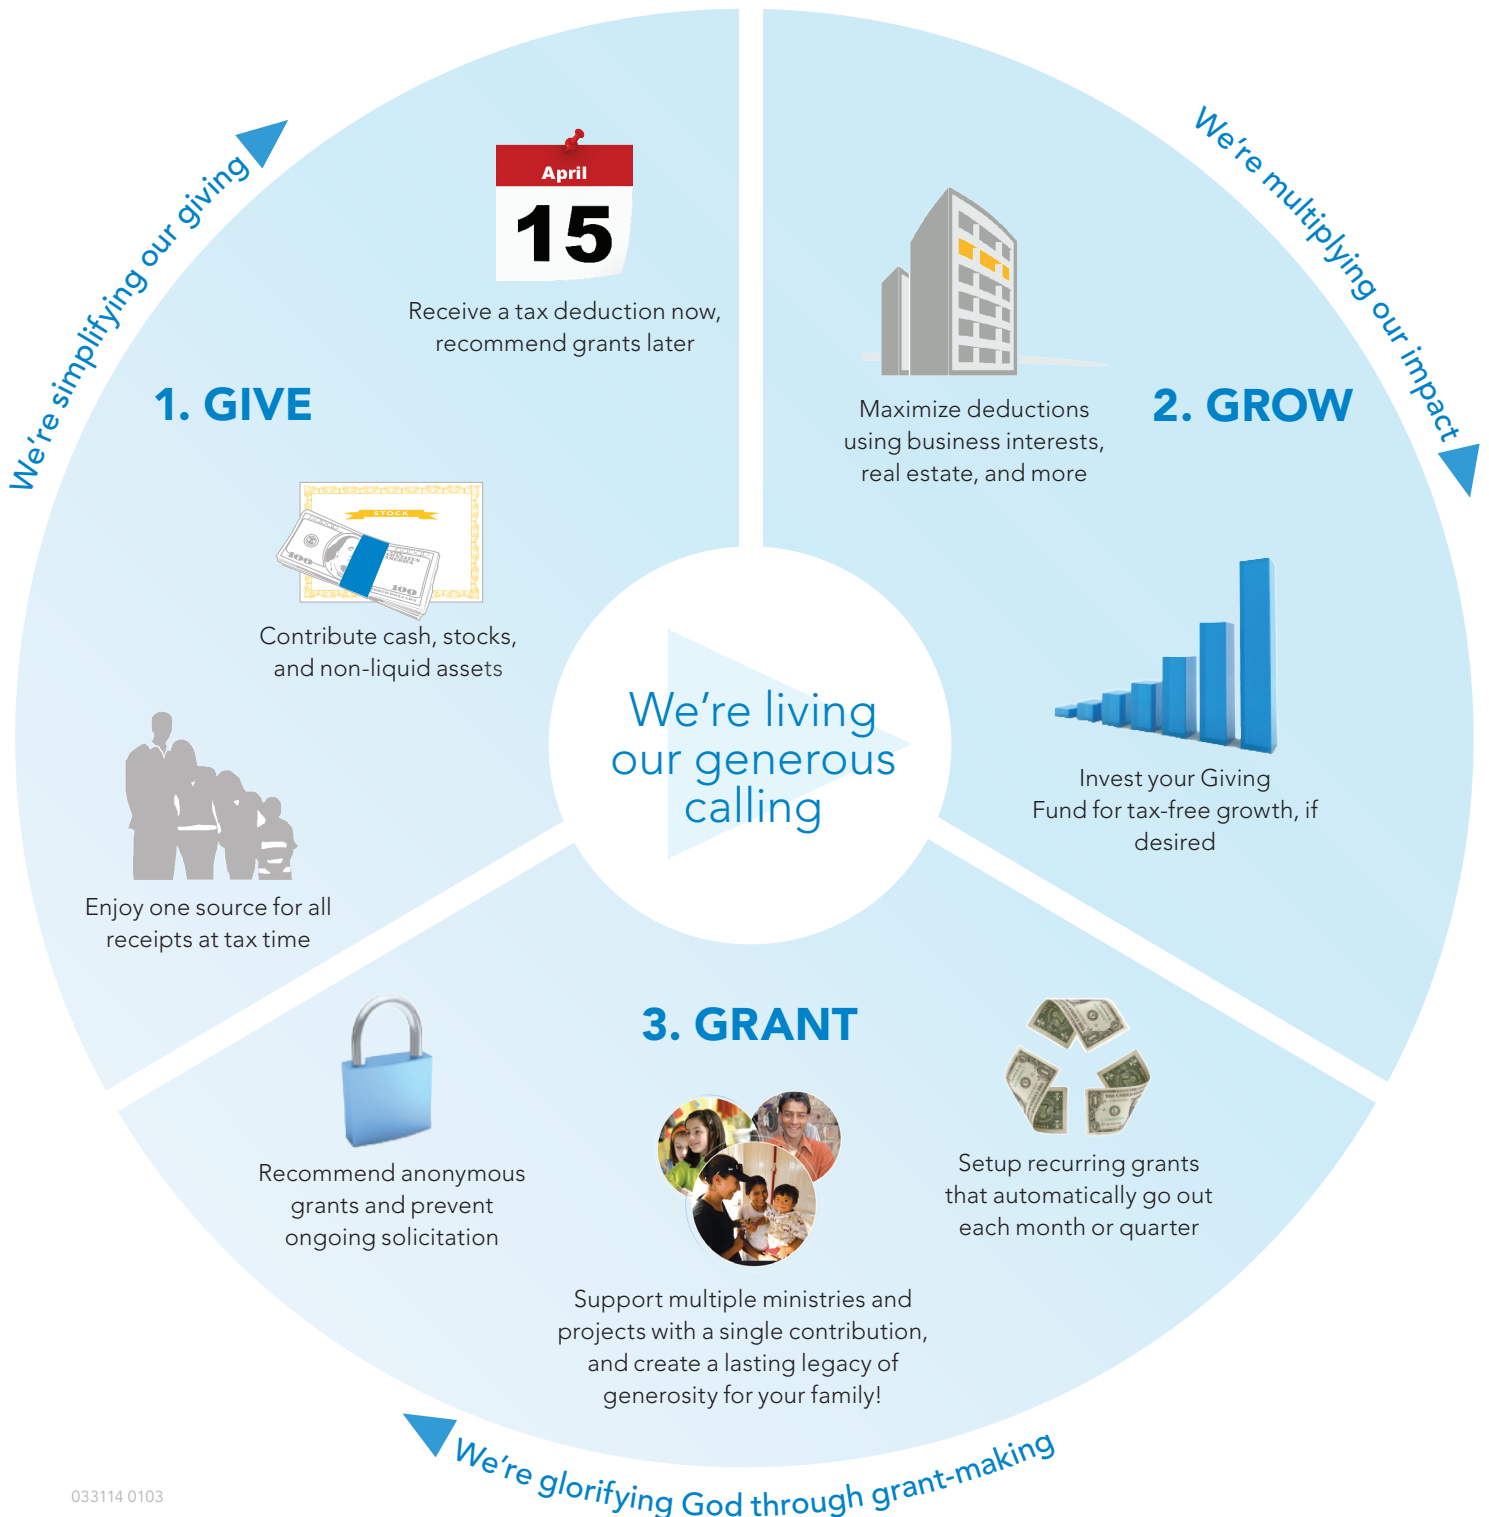 We're simplifying our giving
April
15
Receive a tax deduction now,
recommend grants later
1. GIVE
STOCK
100
100
Contribute cash, stocks,
and non-liquid assets
Enjoy one source for all
receipts at tax time
We're multiplying our impact
Maximize deductions
using business interests,
real estate, and more
2. GROW
Invest your Giving
Fund for tax-free growth, if
desired
We're living
our generous
calling
3. GRANT
Recommend anonymous
grants and prevent
ongoing solicitation
Support multiple ministries and
projects with a single contribution,
and create a lasting legacy of
generosity for your family!
Setup recurring grants
that automatically go out
each month or quarter
We're glorifying God through grant-making
033114 0103